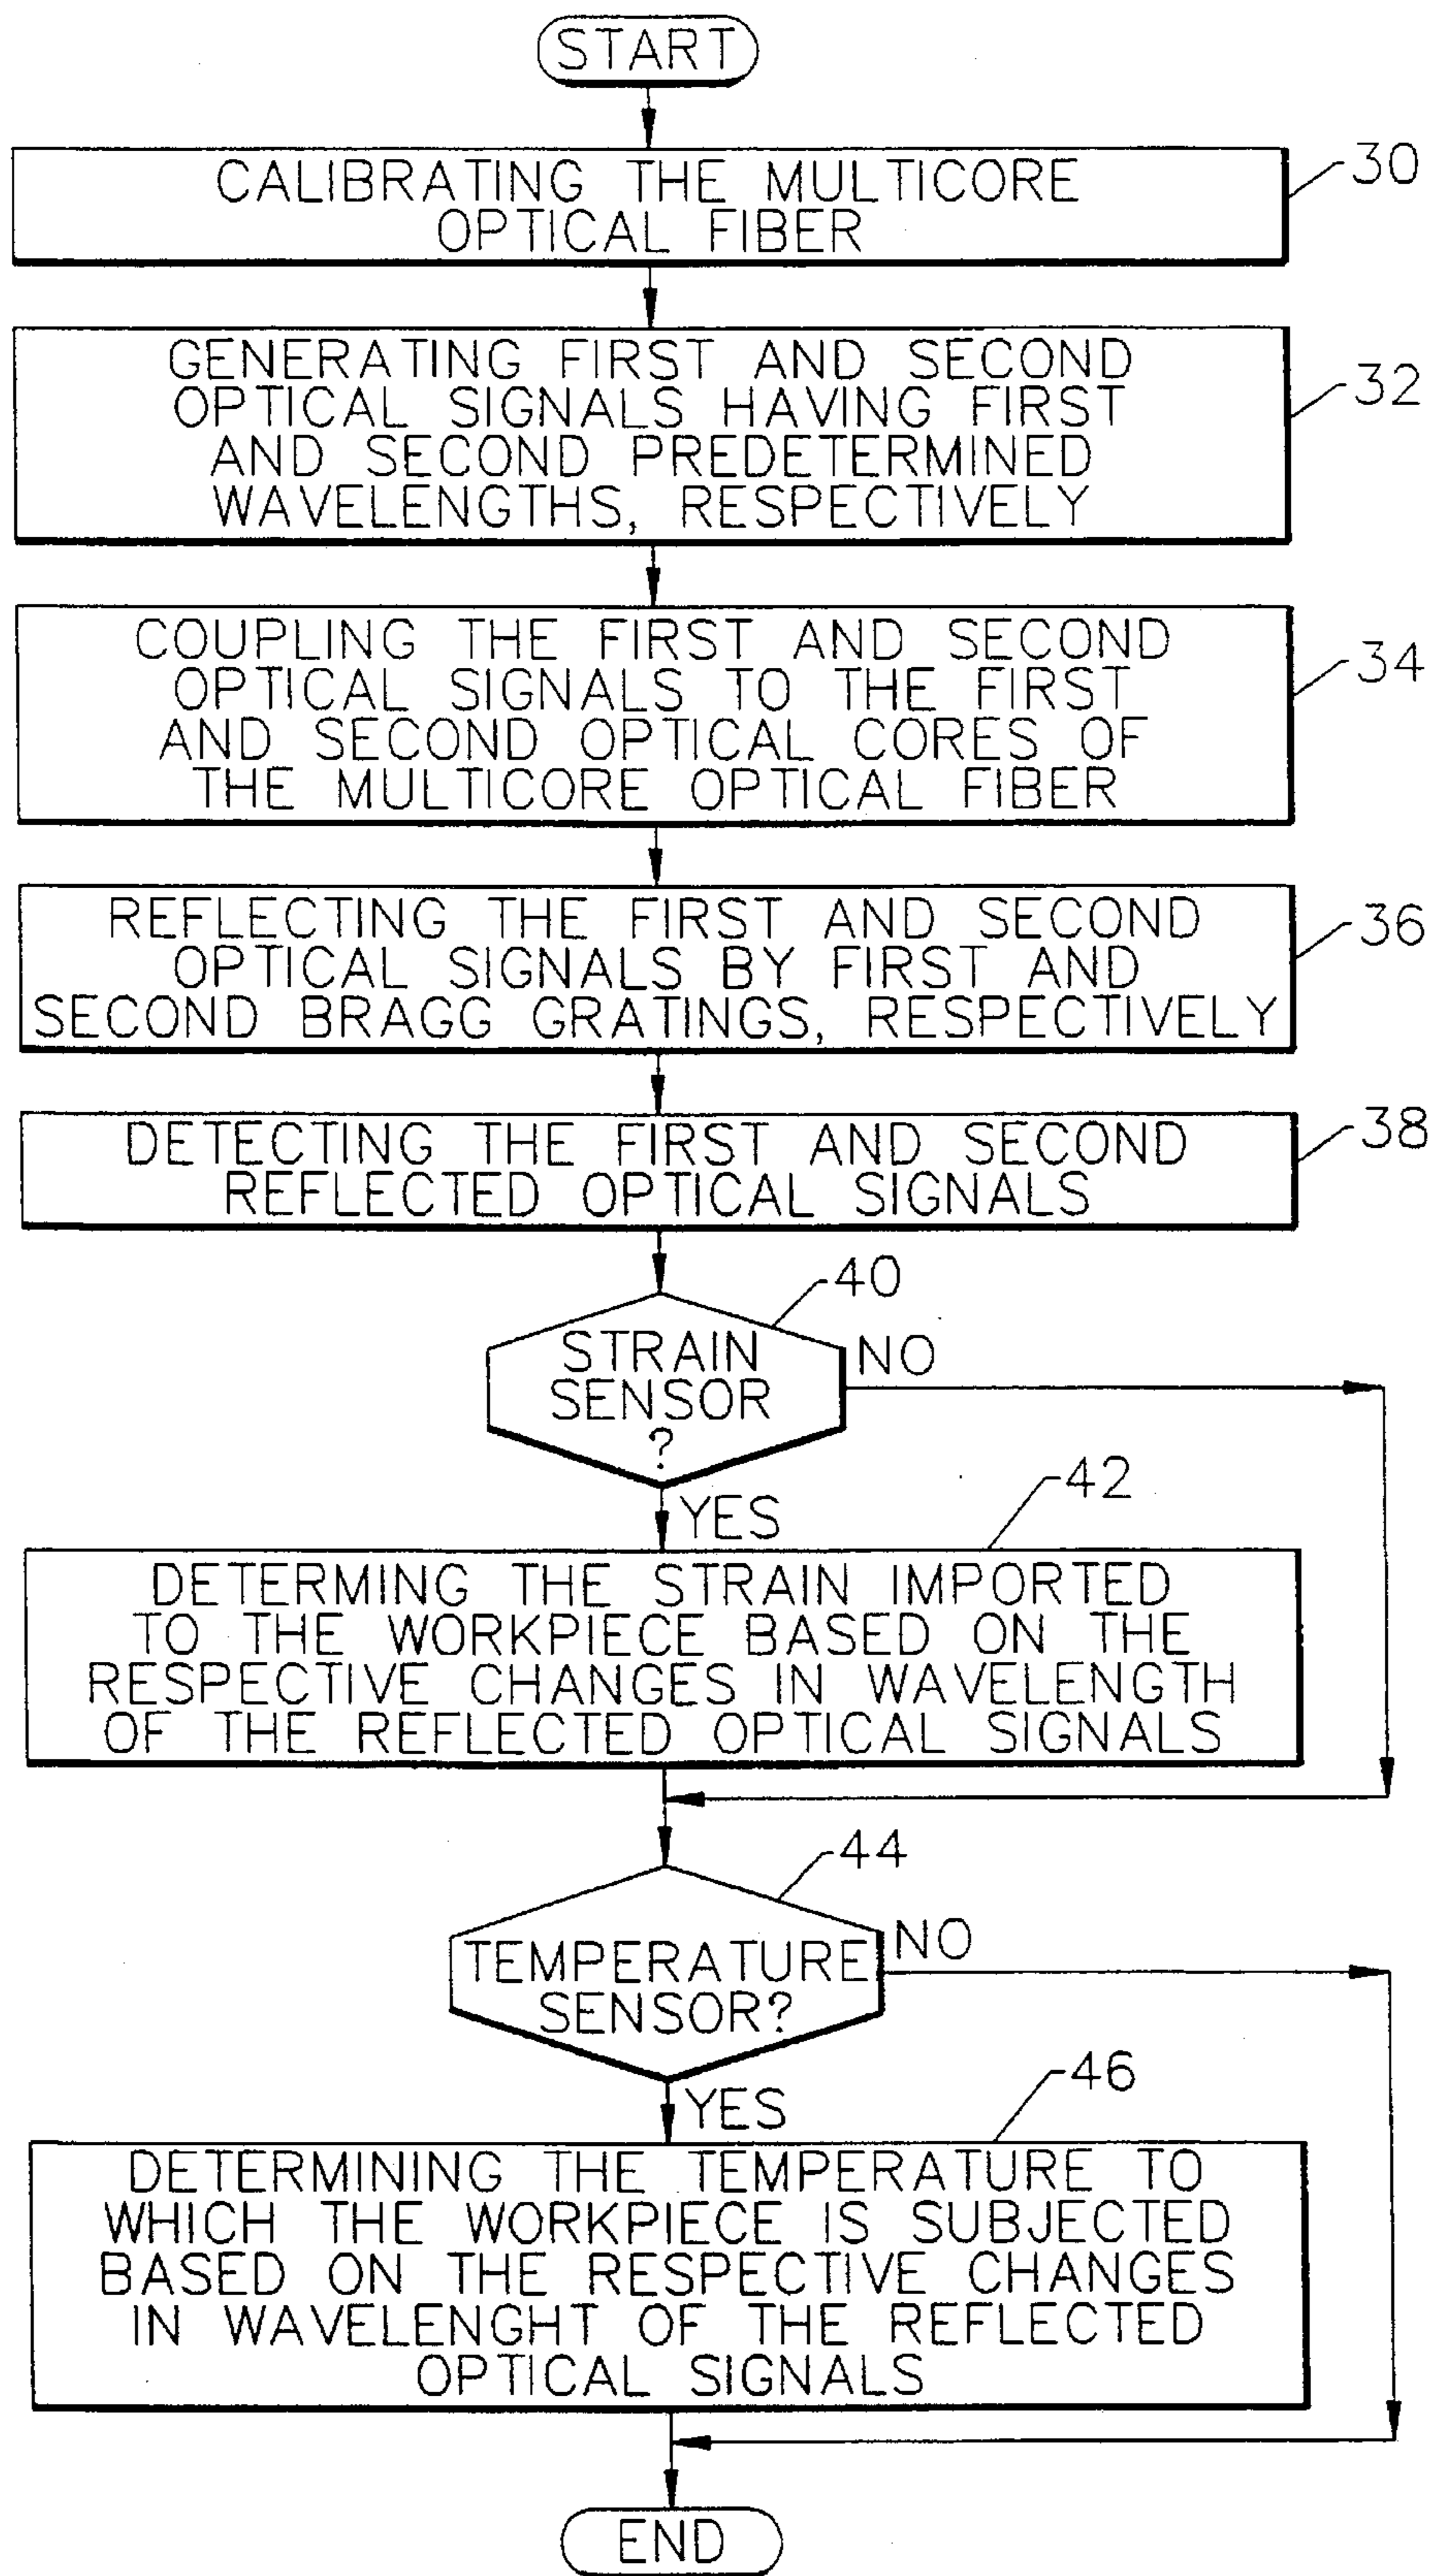 START
CALIBRATING THE MULTICORE
OPTICAL FIBER
30
GENERATING FIRST AND SECOND
OPTICAL SIGNALS HAVING FIRST
AND SECOND PREDETERMINED
WAVELENGTHS, RESPECTIVELY
32
COUPLING THE FIRST AND SECOND
OPTICAL SIGNALS TO THE FIRST
AND SECOND OPTICAL CORES OF
THE MULTICORE OPTICAL FIBER
34
REFLECTING THE FIRST AND SECOND
OPTICAL SIGNALS BY FIRST AND
SECOND BRAGG GRATINGS, RESPECTIVELY
36
DETECTING THE FIRST AND SECOND
REFLECTED OPTICAL SIGNALS
38
40
STRAIN
SENSOR
?
NO
YES
42
DETERMING THE STRAIN IMPORTED
TO THE WORKPIECE BASED ON THE
RESPECTIVE CHANGES IN WAVELENGTH
OF THE REFLECTED OPTICAL SIGNALS
44
TEMPERATURE
SENSOR?
NO
YES
46
DETERMINING THE TEMPERATURE TO
WHICH THE WORKPIECE IS SUBJECTED
BASED ON THE RESPECTIVE CHANGES
IN WAVELENGHT OF THE REFLECTED
OPTICAL SIGNALS
END